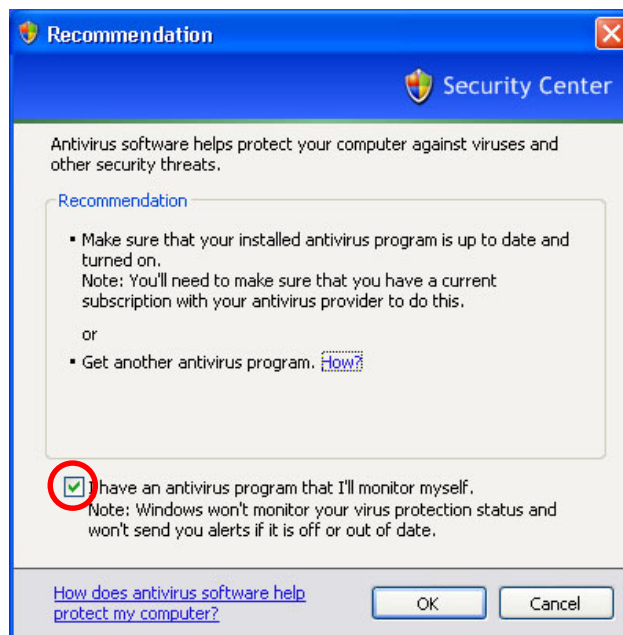 Recommendation
Security Center
Antivirus software helps protect your computer against viruses and
other security threats.
Recommendation
▪ Make sure that your installed antivirus program is up to date and
turned on.
Note: You'll need to make sure that you have a current
subscription with your antivirus provider to do this.
or
▪ Get another antivirus program. How?
I have an antivirus program that I'll monitor myself.
Note: Windows won't monitor your virus protection status and
won't send you alerts if it is off or out of date.
How does antivirus software help
protect my computer?
OK
Cancel